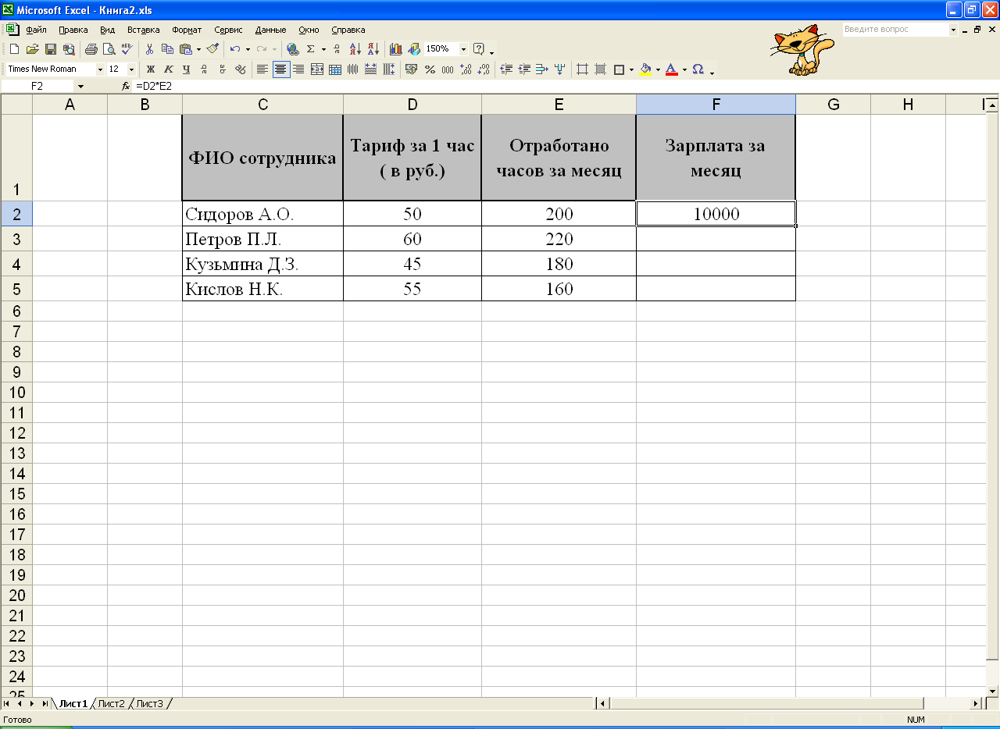 Microsoft Excel - Книга2.xls
Файл Правка Вид Вставка Формат Сервис Данные Окно Справка
Введите вопрос
150%
Times New Roman 12 Ж К Ч
F2 fx =D2*E2
A B C D E F G H I
1 ФИО сотрудника Тариф за 1 час Отработано Зарплата за
( в руб.) часов за месяц месяц
2 Сидоров А.О. 50 200 10000
3 Петров П.Л. 60 220
4 Кузьмина Д.З. 45 180
5 Кислов Н.К. 55 160
6
7
8
9
10
11
12
13
14
15
16
17
18
19
20
21
22
23
24
25
Лист1 Лист2 Лист3
Готово NUM